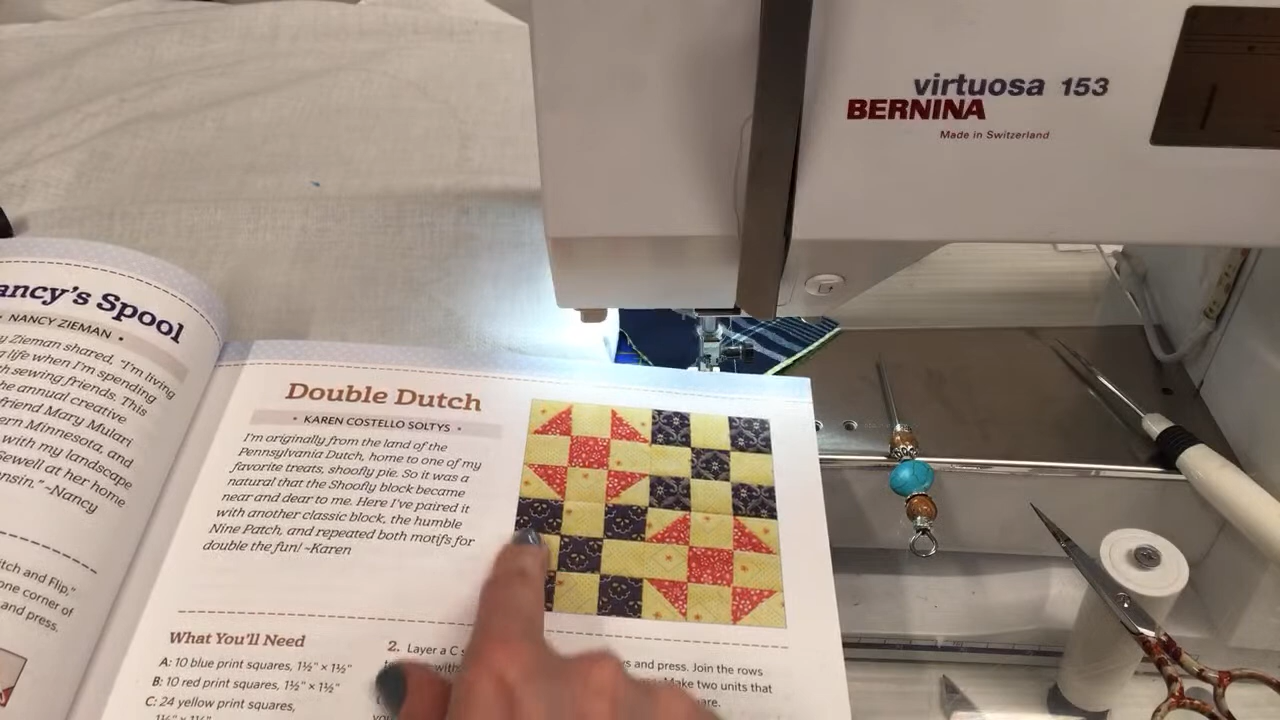 virtuosa 153
BERNINA
Made in Switzerland
ancy's Spool
• NANCY ZIEMAN •
y Zieman shared, "I'm living
g life when I'm spending
h sewing friends. This
he annual creative
friend Mary Mulari
ern Minnesota, and
with my landscape
Sewell at her home
nsin." ~Nancy
titch and Flip,"
one corner of
and press.
Double Dutch
• KAREN COSTELLO SOLTYS •
I'm originally from the land of the
Pennsylvania Dutch, home to one of my
favorite treats, shoofly pie. So it was a
natural that the Shoofly block became
near and dear to me. Here I've paired it
with another classic block, the humble
Nine Patch, and repeated both motifs for
double the fun! ~Karen
What You'll Need
A: 10 blue print squares, 1½" × 1½"
B: 10 red print squares, 1½" × 1½"
C: 24 yellow print squares,
1½" × 1½"
2. Layer a C s
ws and press. Join the rows
Make two units that